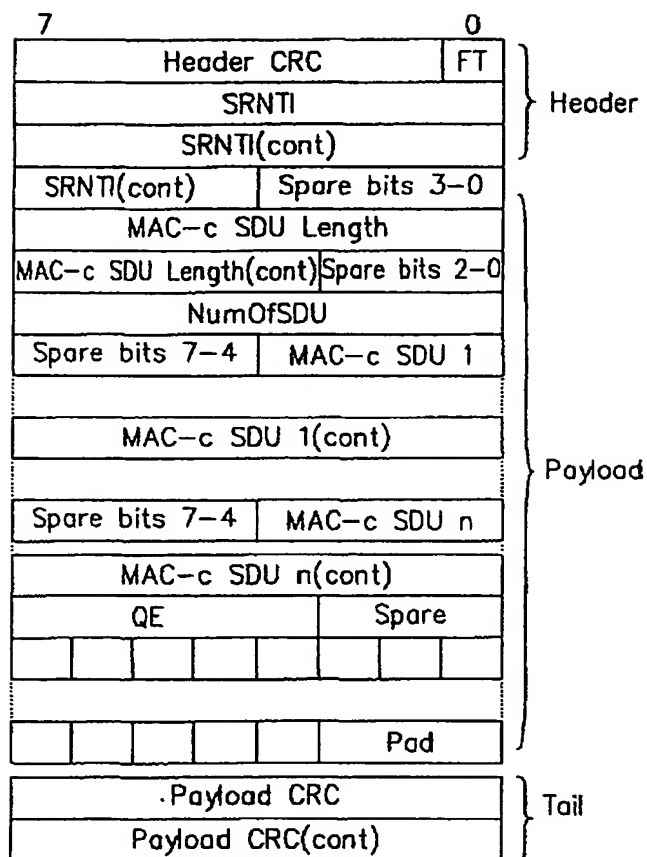 7 0
Header CRC FT
SRNTI
Header
SRNTI(cont)
SRNTI(cont) Spare bits 3-0
MAC-c SDU Length
MAC-c SDU Length(cont) Spare bits 2-0
NumOfSDU
Spare bits 7-4 MAC-c SDU 1
MAC-c SDU 1(cont)
Payload
Spare bits 7-4 MAC-c SDU n
MAC-c SDU n(cont)
QE Spare
Pad
Payload CRC
Tail
Payload CRC(cont)